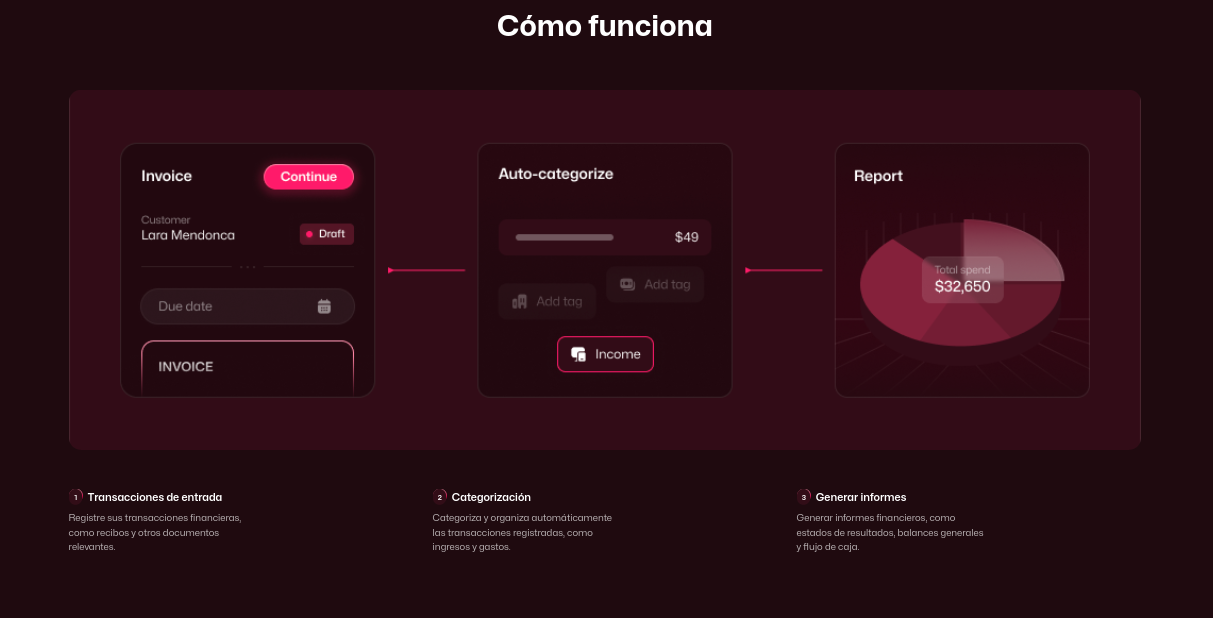 Cómo funciona
Invoice
Continue
Customer
Lara Mendonca
Draft
Due date
INVOICE
Auto-categorize
$49
Add tag
Add tag
Income
Report
Total spend
$32,650
1 Transacciones de entrada
Registre sus transacciones financieras,
como recibos y otros documentos
relevantes.
2 Categorización
Categoriza y organiza automáticamente
las transacciones registradas, como
ingresos y gastos.
3 Generar informes
Generar informes financieros, como
estados de resultados, balances generales
y flujo de caja.